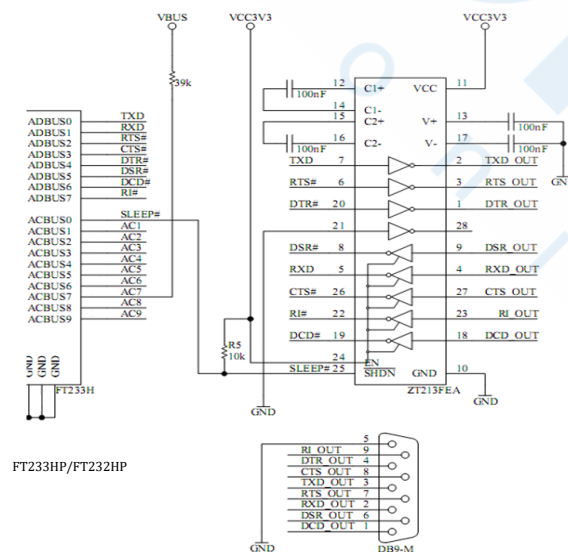 VBUS
VCC3V3
VCC3V3
39k
ADBUS0 TXD
ADBUS1 RXD
ADBUS2 RTS#
ADBUS3 CTS#
ADBUS4 DTR#
ADBUS5 DSR#
ADBUS6 DCD#
ADBUS7 RI#
ACBUS0 SLEEP#
ACBUS1 AC1
ACBUS2 AC2
ACBUS3 AC3
ACBUS4 AC4
ACBUS5 AC5
ACBUS6 AC6
ACBUS7 AC7
ACBUS8 AC8
ACBUS9 AC9
GND GND GND
FT233H
R5
10k
GND
100nF 12 C1+ VCC 11
14 C1-
15 C2+ V+ 13 100nF
100nF 16 C2- V- 17 100nF
GND
TXD 7 2 TXD_OUT
RTS# 6 3 RTS_OUT
DTR# 20 1 DTR_OUT
21 28
DSR# 8 9 DSR_OUT
RXD 5 4 RXD_OUT
CTS# 26 27 CTS_OUT
RI# 22 23 RI_OUT
DCD# 19 18 DCD_OUT
24 EN
SLEEP# 25 SHDN GND 10
ZT213FEA
GND
FT233HP/FT232HP
5
RI_OUT 9
DTR_OUT 4
CTS_OUT 8
TXD_OUT 3
RTS_OUT 7
RXD_OUT 2
DSR_OUT 6
DCD_OUT 1
GND
DB9-M